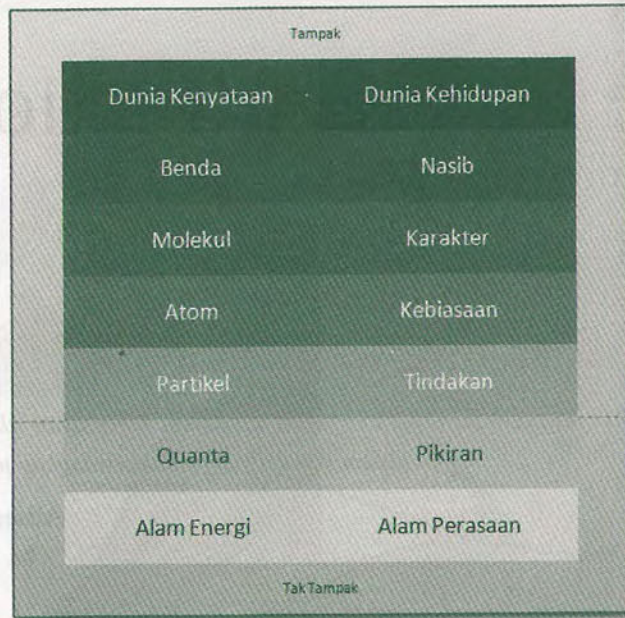 Tampak
Dunia Kenyataan Dunia Kehidupan
Benda Nasib
Molekul Karakter
Atom Kebiasaan
Partikel Tindakan
Quanta Pikiran
Alam Energi Alam Perasaan
Tak Tampak